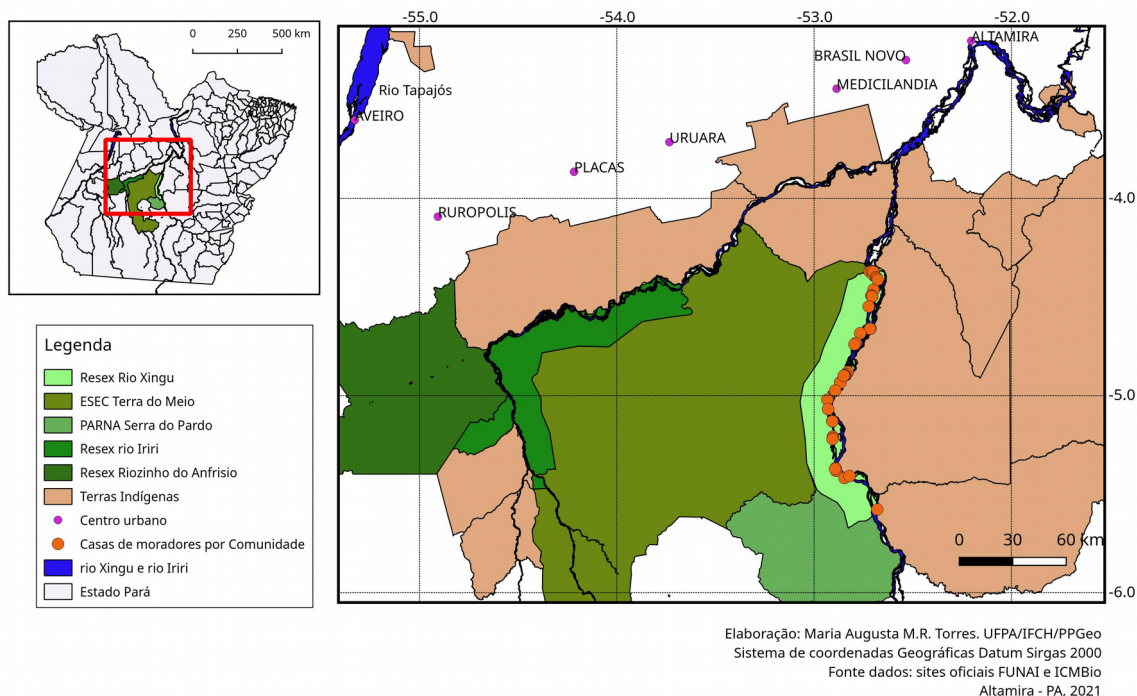 0 250 500 km
-55.0 -54.0 -53.0 -52.0
ALTAMIRA
BRASIL NOVO
MEDICILANDIA
Rio Tapajós
AVEIRO
URUARA
PLACAS
RUROPOLIS
-4.0
-5.0
-6.0
0 30 60 km
Legenda
Resex Rio Xingu
ESEC Terra do Meio
PARNA Serra do Pardo
Resex rio Iriri
Resex Riozinho do Anfrisio
Terras Indígenas
Centro urbano
Casas de moradores por Comunidade
rio Xingu e rio Iriri
Estado Pará
Elaboração: Maria Augusta M.R. Torres. UFPA/IFCH/PPGeo
Sistema de coordenadas Geográficas Datum Sirgas 2000
Fonte dados: sites oficiais FUNAI e ICMBio
Altamira - PA, 2021